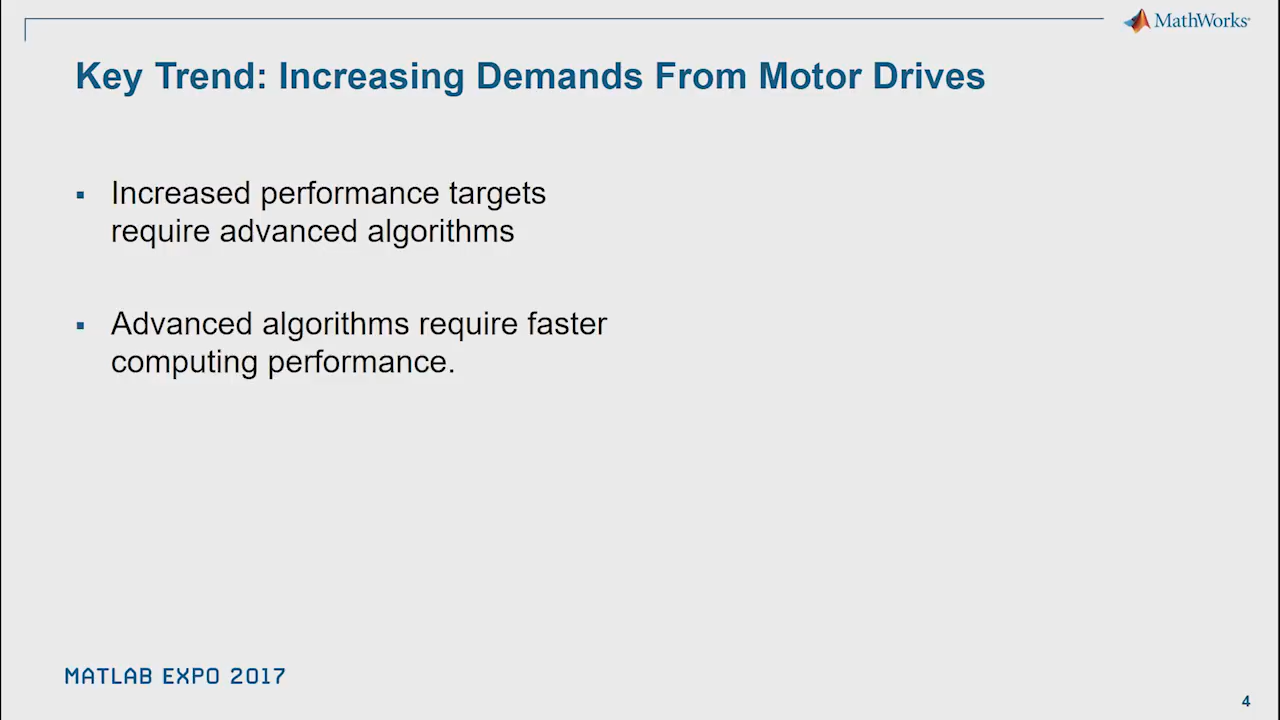 MathWorks®
Key Trend: Increasing Demands From Motor Drives
▪ Increased performance targets
require advanced algorithms
▪ Advanced algorithms require faster
computing performance.
MATLAB EXPO 2017
4